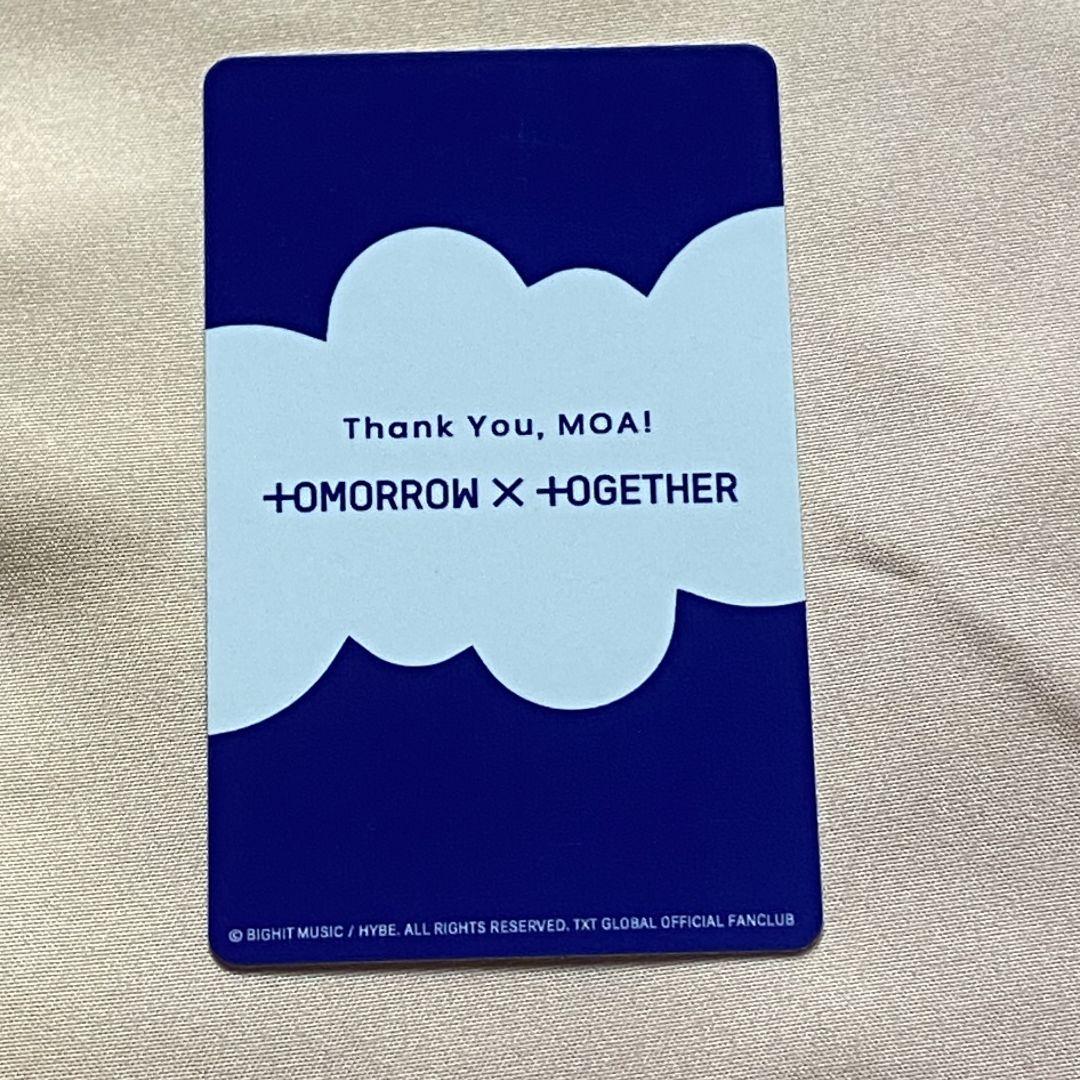 Thank You, MOA!
TOMORROW X TOGETHER
© BIGHIT MUSIC / HYBE. ALL RIGHTS RESERVED. TXT GLOBAL OFFICIAL FANCLUB